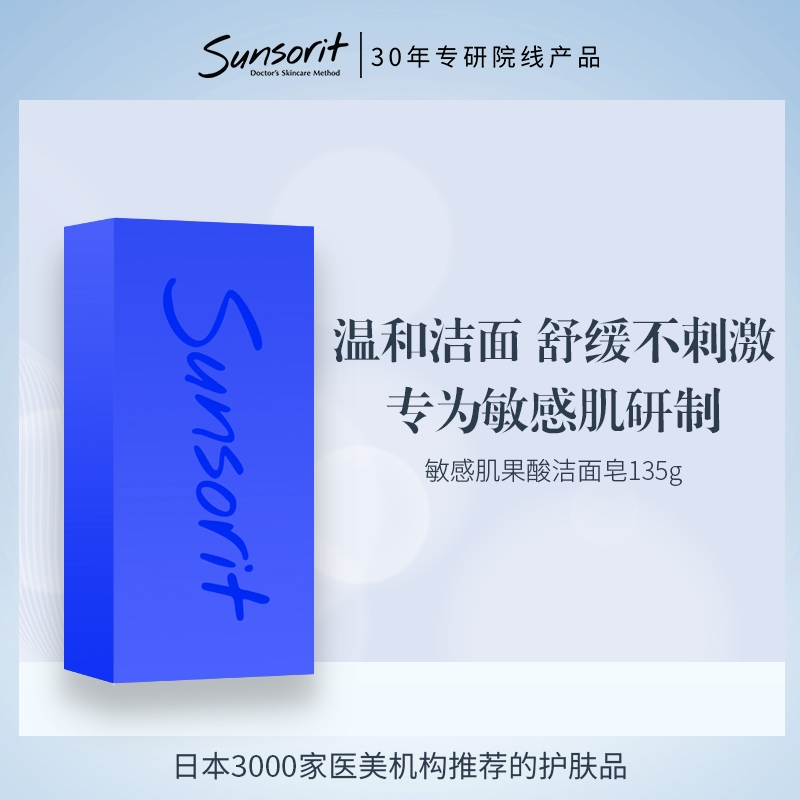 Sunsorit
Doctor's Skincare Method
30年专研院线产品
Sunsorit
温和洁面 舒缓不刺激
专为敏感肌研制
敏感肌果酸洁面皂135g
日本3000家医美机构推荐的护肤品